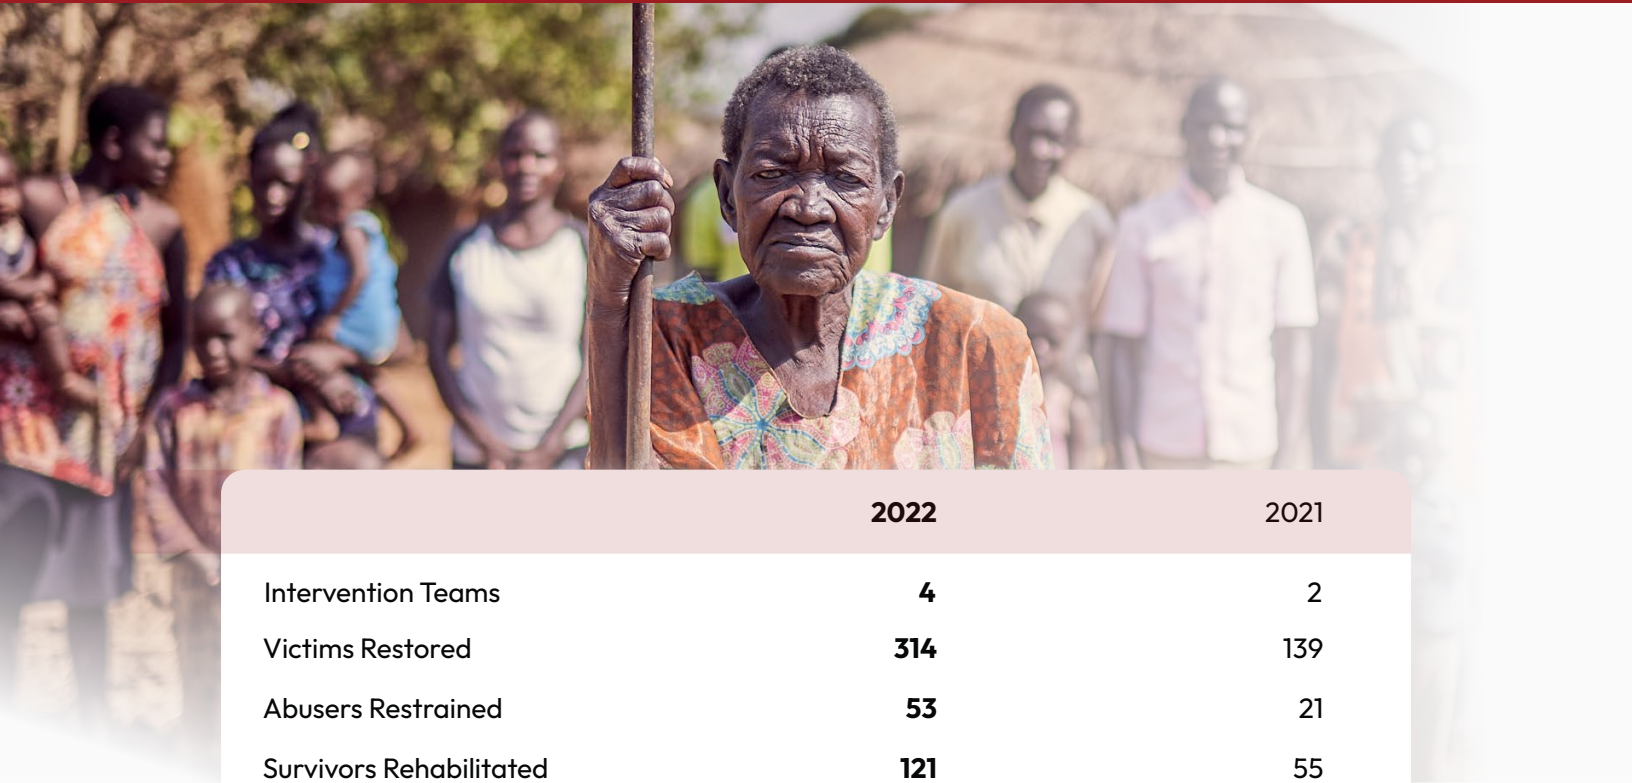 2022 2021
Intervention Teams 4 2
Victims Restored 314 139
Abusers Restrained 53 21
Survivors Rehabilitated 121 55